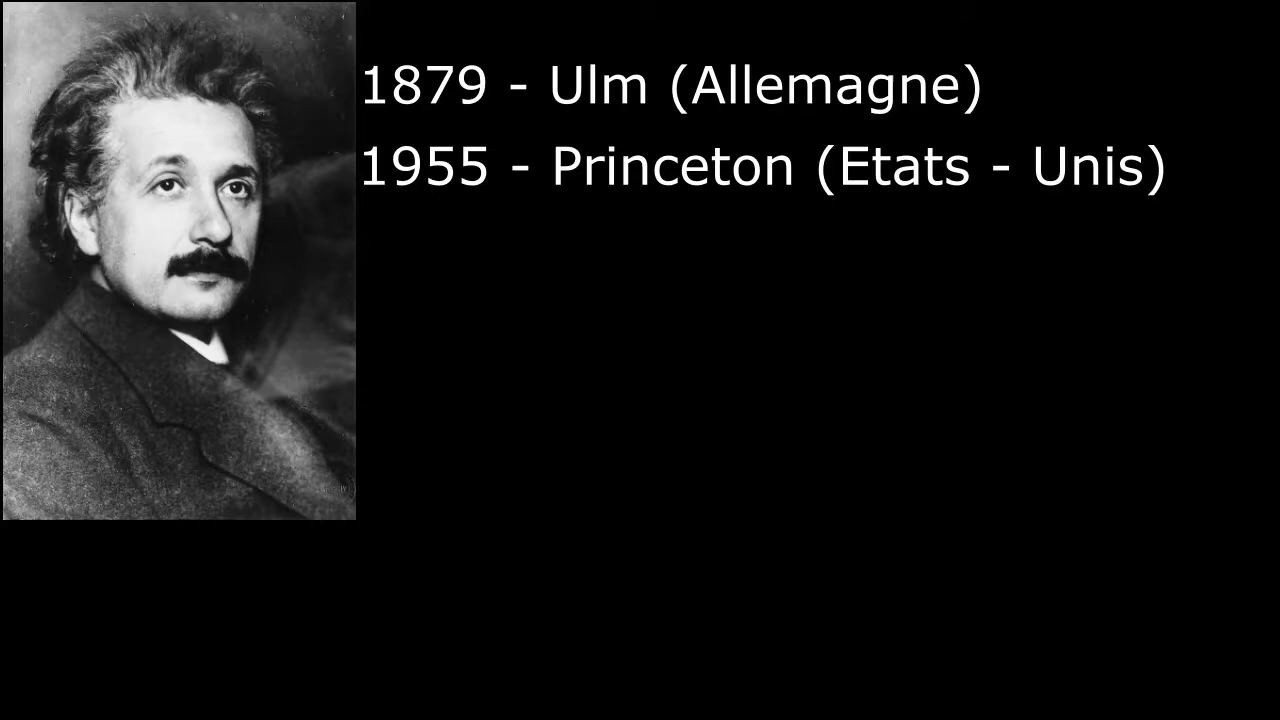 1879 - Ulm (Allemagne)
1955 - Princeton (Etats - Unis)